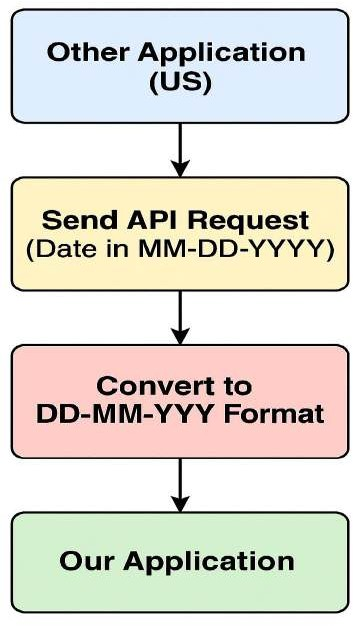 Other Application
(US)
Send API Request
(Date in MM-DD-YYYY)
Convert to
DD-MM-YYY Format
Our Application